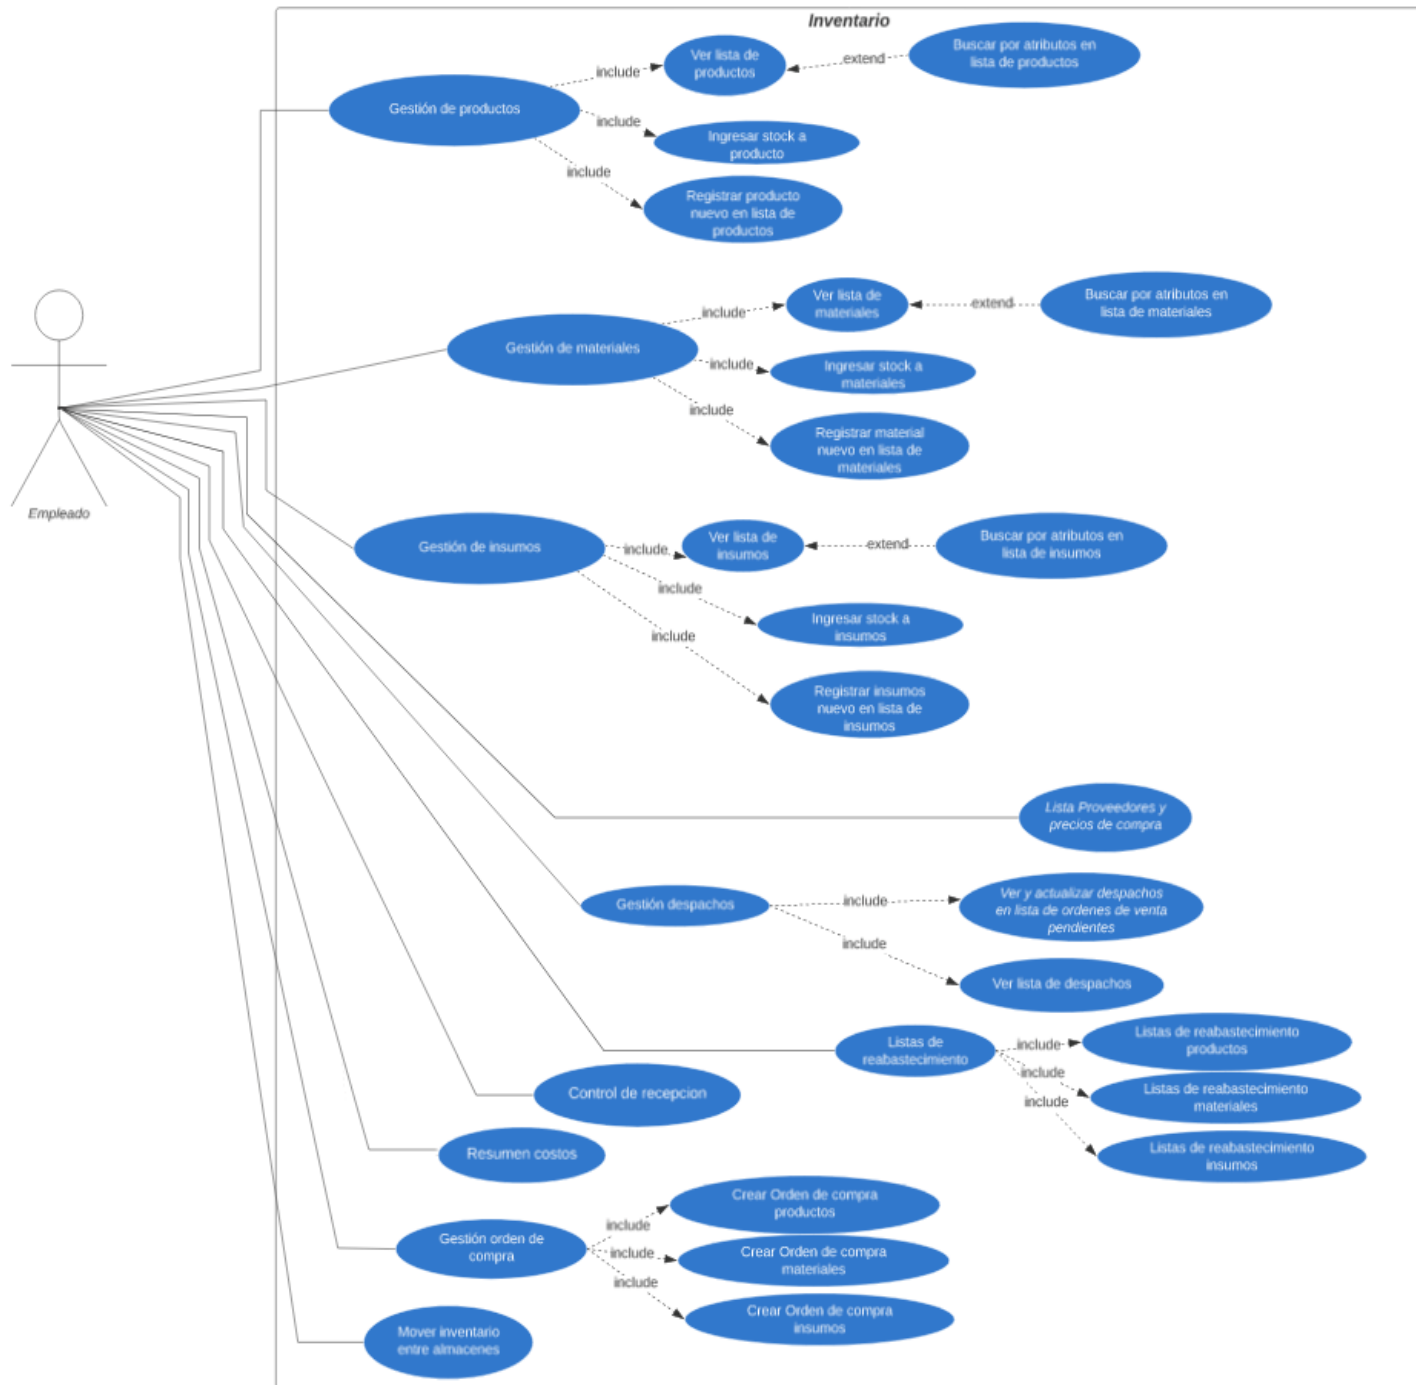 Inventario
Ver lista de
productos
extend
Buscar por atributos en
lista de productos
include
Gestión de productos
include
Ingresar stock a
producto
include
Registrar producto
nuevo en lista de
productos
Ver lista de
materiales
extend
Buscar por atributos en
lista de materiales
include
Gestión de materiales
include
Ingresar stock a
materiales
include
Registrar material
nuevo en lista de
materiales
Empleado
Gestión de insumos
include
Ver lista de
insumos
extend
Buscar por atributos en
lista de insumos
include
Ingresar stock a
insumos
include
Registrar insumos
nuevo en lista de
insumos
Lista Proveedores y
precios de compra
Gestión despachos
include
Ver y actualizar despachos
en lista de ordenes de venta
pendientes
include
Ver lista de despachos
Listas de
reabastecimiento
include
Listas de reabastecimiento
productos
include
Listas de reabastecimiento
materiales
include
Listas de reabastecimiento
insumos
Control de recepcion
Resumen costos
Gestión orden de
compra
include
Crear Orden de compra
productos
include
Crear Orden de compra
materiales
include
Crear Orden de compra
insumos
Mover inventario
entre almacenes